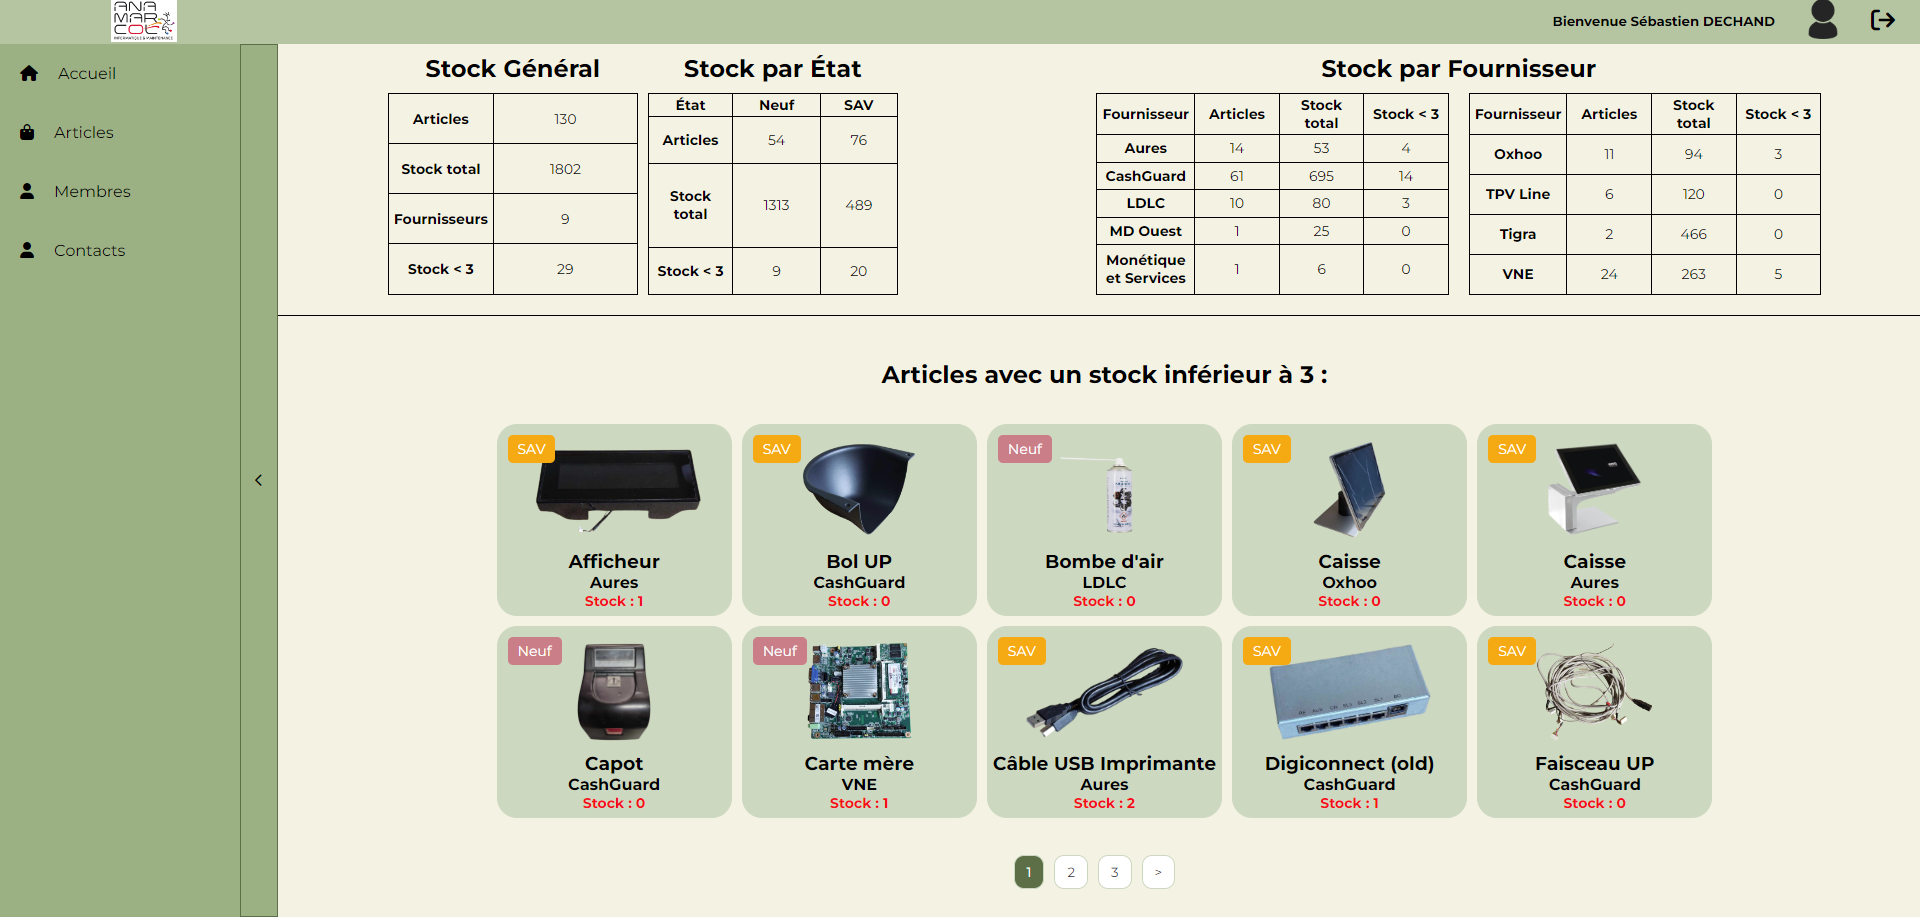 ANA
MAR
COL
INFORMATIQUE & MAINTENANCE
Bienvenue Sébastien DECHAND
Accueil
Articles
Membres
Contacts
Stock Général
Articles 130
Stock total 1802
Fournisseurs 9
Stock < 3 29
Stock par État
État Neuf SAV
Articles 54 76
Stock total 1313 489
Stock < 3 9 20
Stock par Fournisseur
Fournisseur Articles Stock total Stock < 3
Aures 14 53 4
CashGuard 61 695 14
LDLC 10 80 3
MD Ouest 1 25 0
Monétique et Services 1 6 0
Fournisseur Articles Stock total Stock < 3
Oxhoo 11 94 3
TPV Line 6 120 0
Tigra 2 466 0
VNE 24 263 5
Articles avec un stock inférieur à 3 :
SAV
Afficheur
Aures
Stock : 1
SAV
Bol UP
CashGuard
Stock : 0
Neuf
Bombe d'air
LDLC
Stock : 0
SAV
Caisse
Oxhoo
Stock : 0
SAV
Caisse
Aures
Stock : 0
Neuf
Capot
CashGuard
Stock : 0
Neuf
Carte mère
VNE
Stock : 1
SAV
Câble USB Imprimante
Aures
Stock : 2
SAV
Digiconnect (old)
CashGuard
Stock : 1
SAV
Faisceau UP
CashGuard
Stock : 0
1 2 3 >